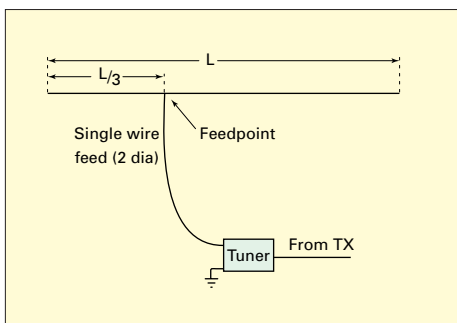 L
L/3
Single wire
feed (2 dia)
Feedpoint
Tuner
From TX